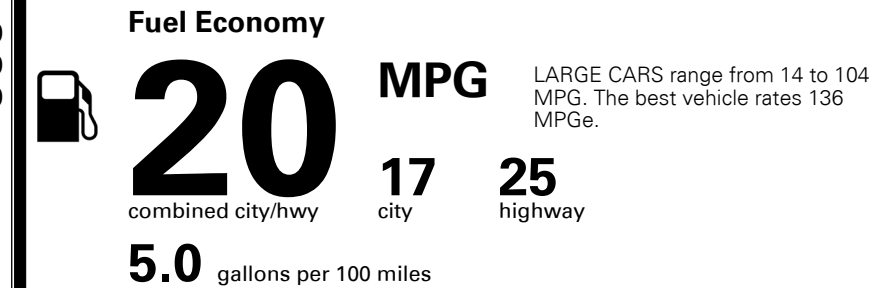 Fuel Economy
20
MPG
LARGE CARS range from 14 to 104
MPG. The best vehicle rates 136
MPGe.
combined city/hwy
17
city
25
highway
5.0 gallons per 100 miles